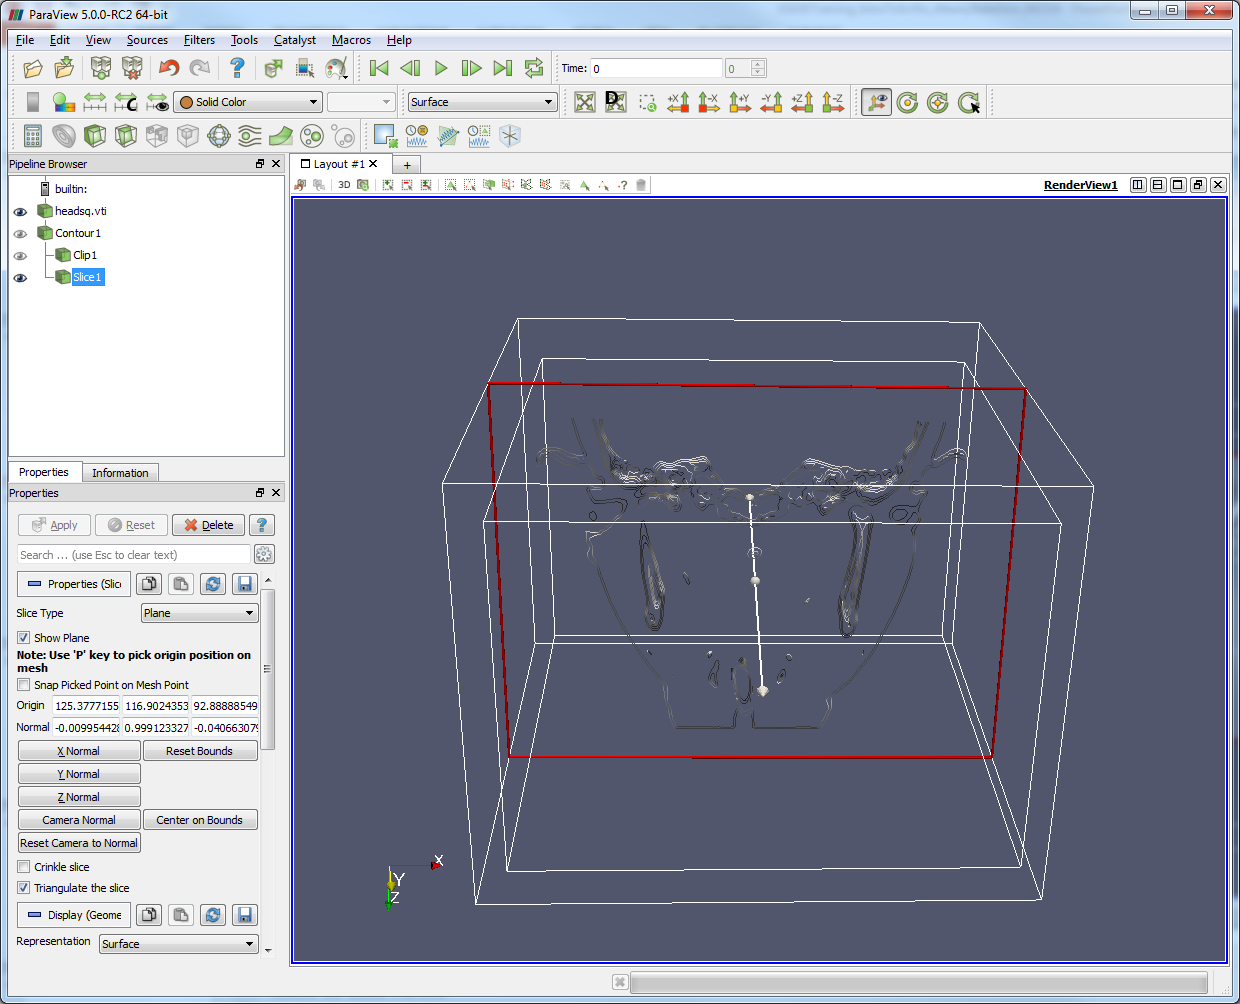 ParaView 5.0.0-RC2 64-bit
File Edit View Sources Filters Tools Catalyst Macros Help
Time: 0 0
Solid Color Surface
+X -X +Y -Y +Z -Z
Pipeline Browser
Layout #1
3D RenderView1
builtin:
headsq.vti
Contour1
Clip1
Slice1
Properties Information
Properties
Apply Reset Delete ?
Search ... (use Esc to clear text)
Properties (Slic
Slice Type Plane
Show Plane
Note: Use 'P' key to pick origin position on
mesh
Snap Picked Point on Mesh Point
Origin 125.3777155 116.9024353 92.88888549
Normal -0.00995442 0.999123327 -0.04066307
X Normal Reset Bounds
Y Normal
Z Normal
Camera Normal Center on Bounds
Reset Camera to Normal
Crinkle slice
Triangulate the slice
Display (Geome
Representation Surface
X
Y
Z